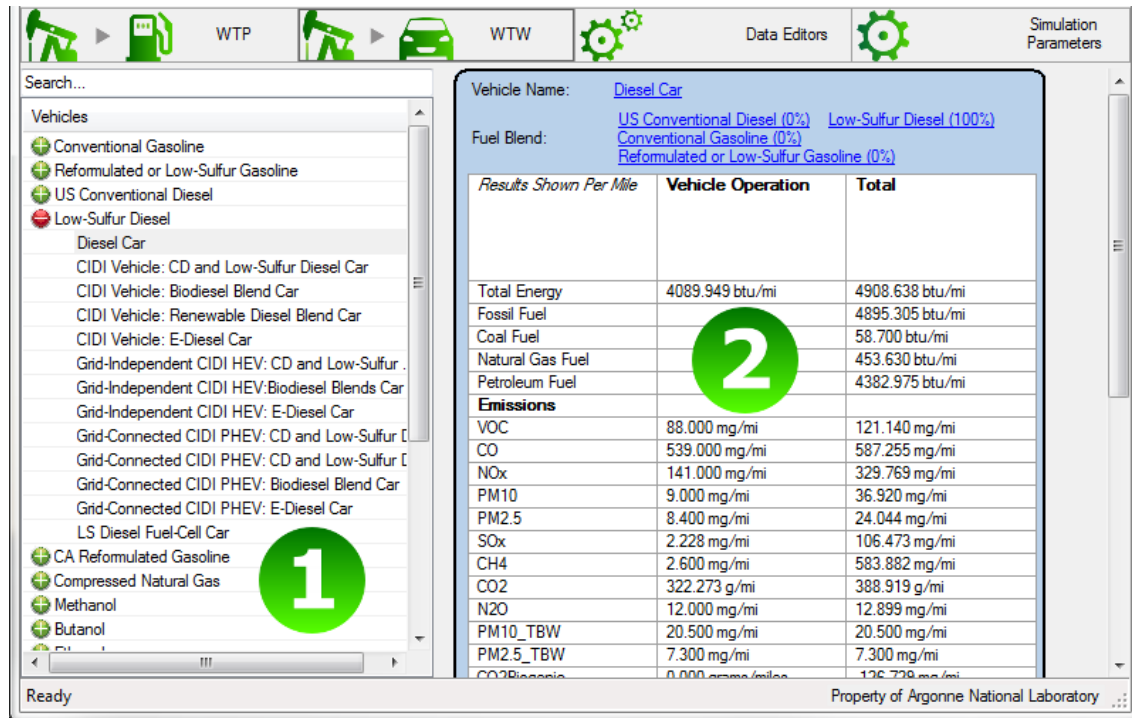 WTP
WTW
Data Editors
Simulation
Parameters
Search...
Vehicles
Conventional Gasoline
Reformulated or Low-Sulfur Gasoline
US Conventional Diesel
Low-Sulfur Diesel
Diesel Car
CIDI Vehicle: CD and Low-Sulfur Diesel Car
CIDI Vehicle: Biodiesel Blend Car
CIDI Vehicle: Renewable Diesel Blend Car
CIDI Vehicle: E-Diesel Car
Grid-Independent CIDI HEV: CD and Low-Sulfur .
Grid-Independent CIDI HEV:Biodiesel Blends Car
Grid-Independent CIDI HEV: E-Diesel Car
Grid-Connected CIDI PHEV: CD and Low-Sulfur
Grid-Connected CIDI PHEV: CD and Low-Sulfur
Grid-Connected CIDI PHEV: Biodiesel Blend Car
Grid-Connected CIDI PHEV: E-Diesel Car
LS Diesel Fuel-Cell Car
CA Reformulated Gasoline
Compressed Natural Gas
Methanol
Butanol
1
Vehicle Name: Diesel Car
Fuel Blend: US Conventional Diesel (0%) Low-Sulfur Diesel (100%)
Conventional Gasoline (0%)
Reformulated or Low-Sulfur Gasoline (0%)
Results Shown Per Mile Vehicle Operation Total
Total Energy 4089.949 btu/mi 4908.638 btu/mi
Fossil Fuel 4895.305 btu/mi
Coal Fuel 58.700 btu/mi
Natural Gas Fuel 453.630 btu/mi
Petroleum Fuel 4382.975 btu/mi
2
Emissions
VOC 88.000 mg/mi 121.140 mg/mi
CO 539.000 mg/mi 587.255 mg/mi
NOx 141.000 mg/mi 329.769 mg/mi
PM10 9.000 mg/mi 36.920 mg/mi
PM2.5 8.400 mg/mi 24.044 mg/mi
SOx 2.228 mg/mi 106.473 mg/mi
CH4 2.600 mg/mi 583.882 mg/mi
CO2 322.273 g/mi 388.919 g/mi
N2O 12.000 mg/mi 12.899 mg/mi
PM10_TBW 20.500 mg/mi 20.500 mg/mi
PM2.5_TBW 7.300 mg/mi 7.300 mg/mi
Ready
Property of Argonne National Laboratory